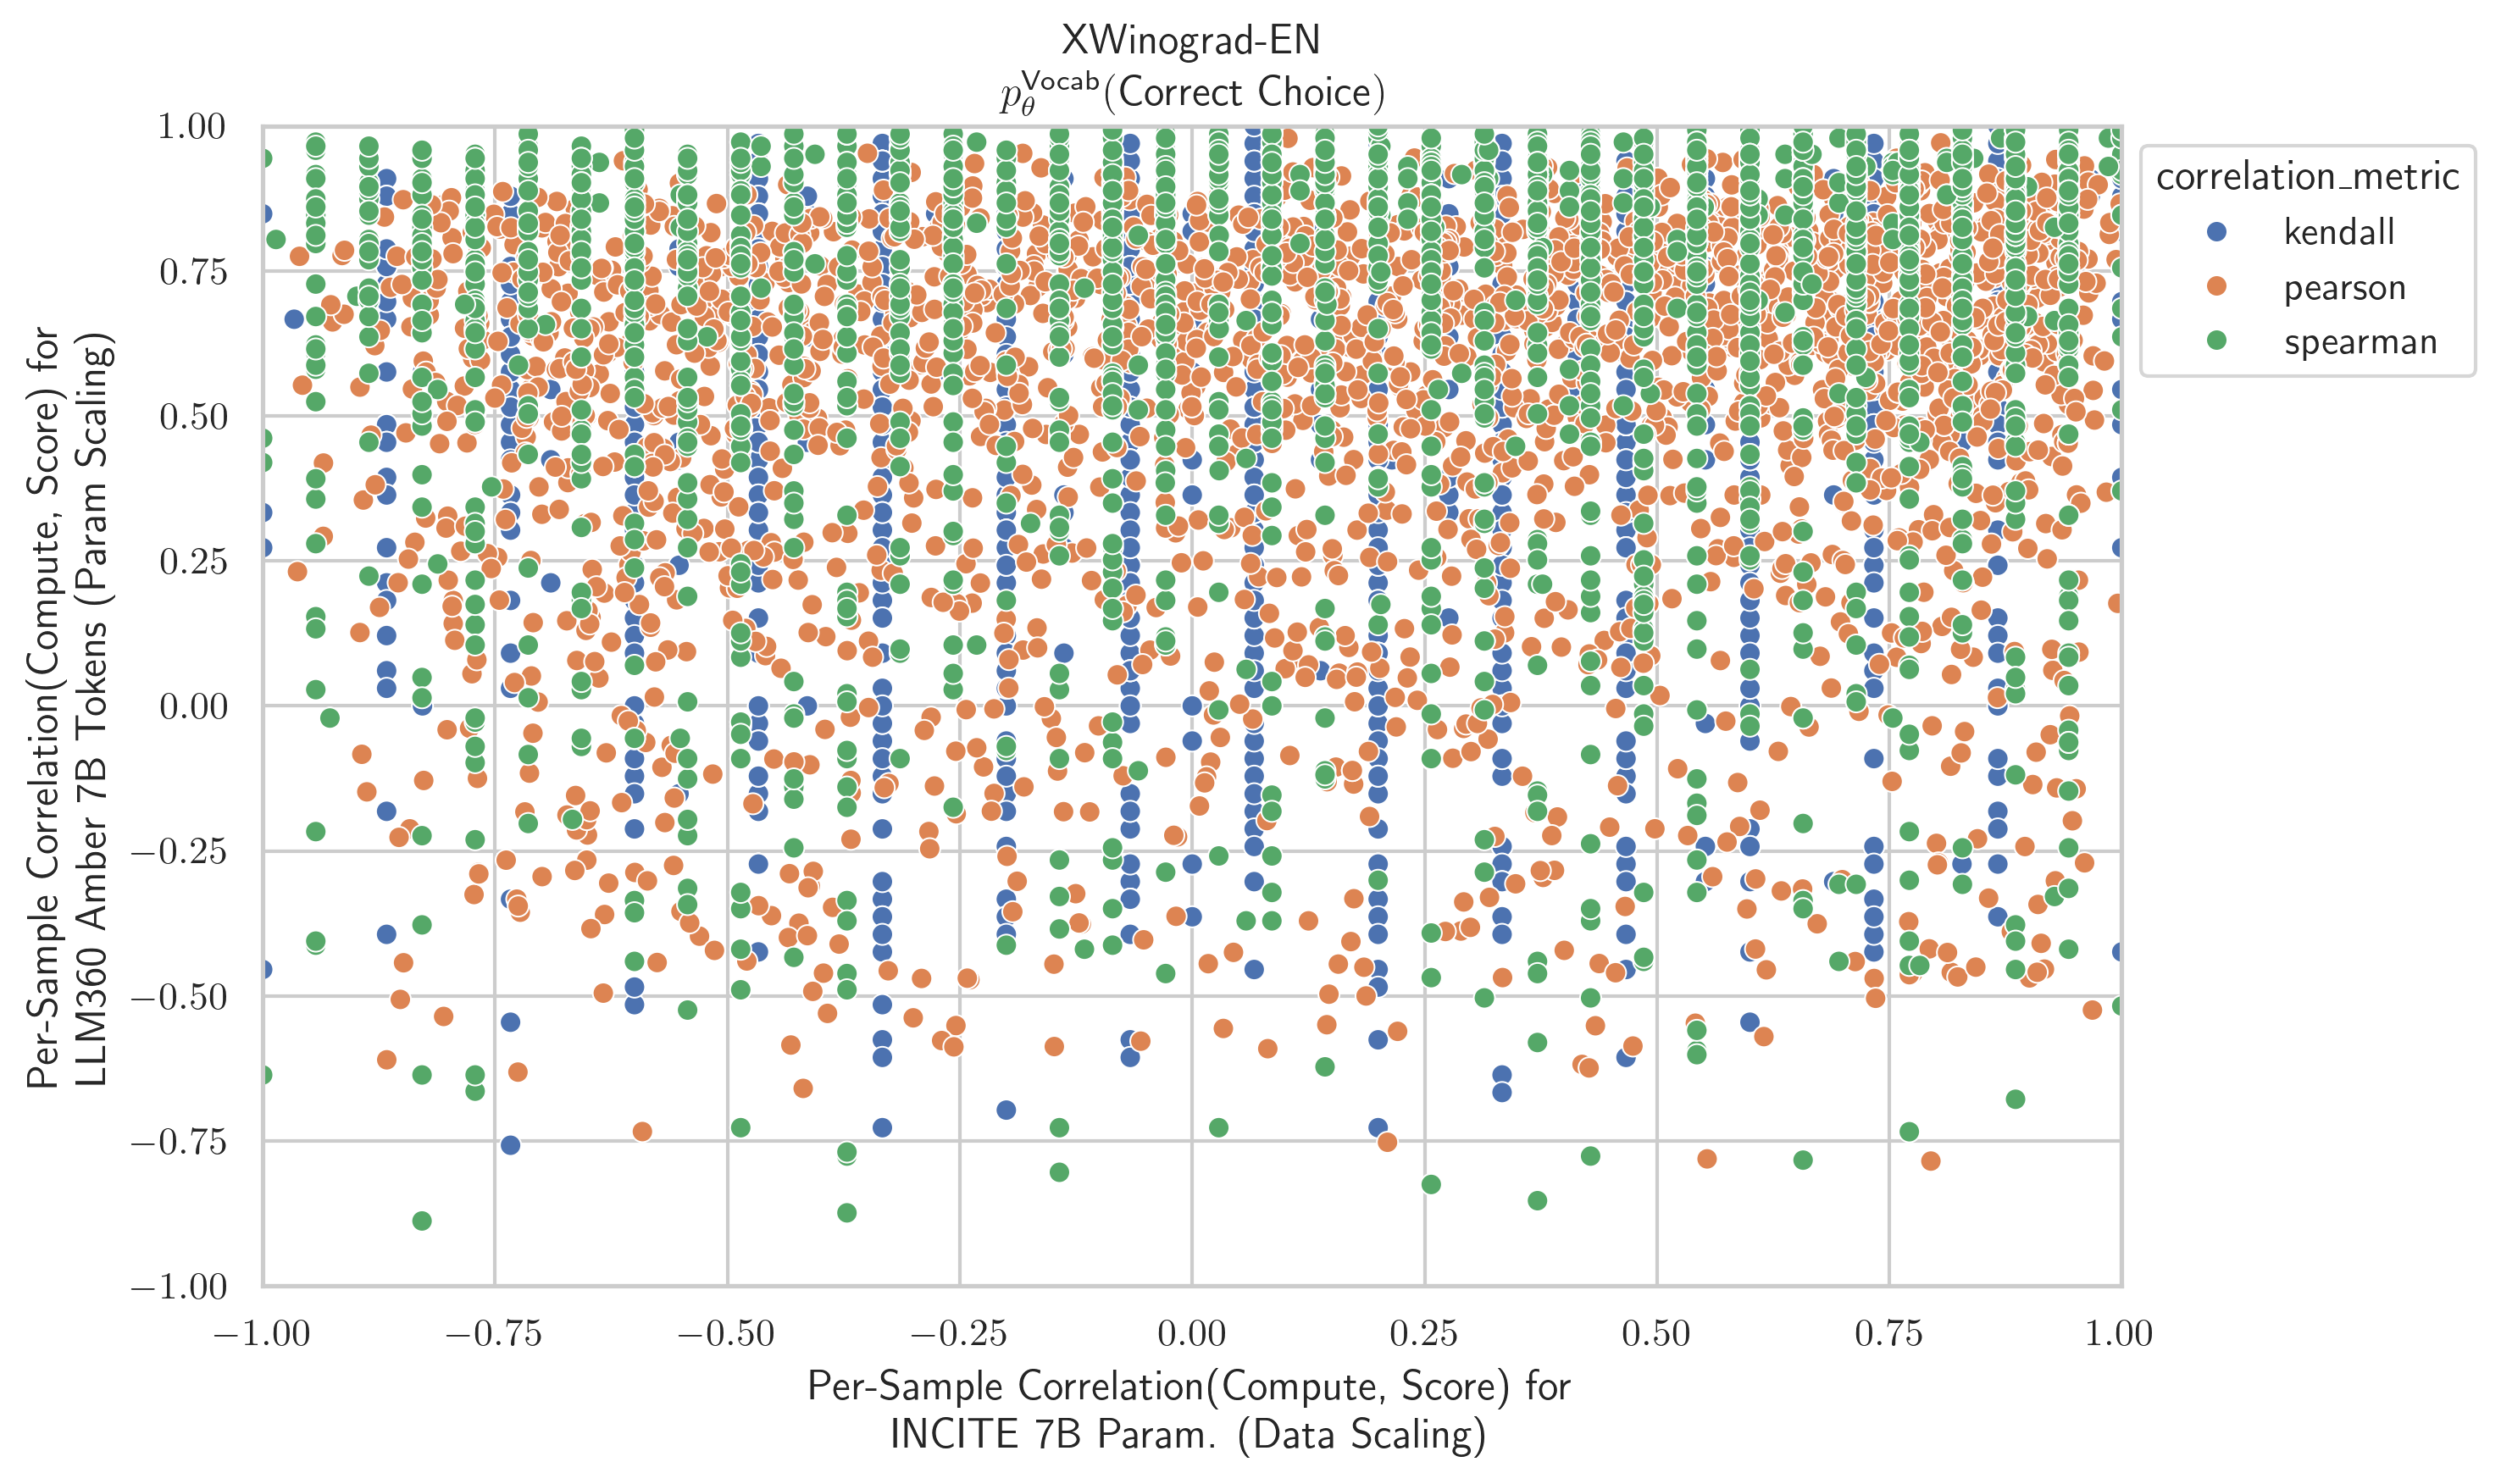 XWinograd-EN
p_θ^Vocab(Correct Choice)
1.00
0.75
0.50
0.25
0.00
−0.25
−0.50
−0.75
−1.00
Per-Sample Correlation(Compute, Score) for
LLM360 Amber 7B Tokens (Param Scaling)
−1.00 −0.75 −0.50 −0.25 0.00 0.25 0.50 0.75 1.00
Per-Sample Correlation(Compute, Score) for
INCITE 7B Param. (Data Scaling)
correlation_metric
kendall
pearson
spearman